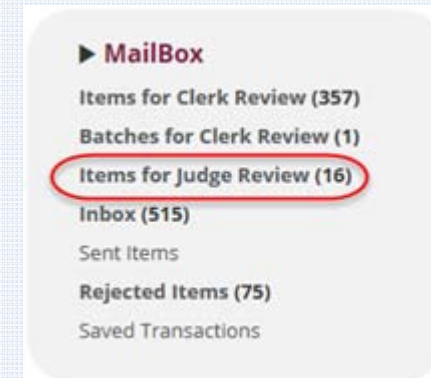 ▶ MailBox
Items for Clerk Review (357)
Batches for Clerk Review (1)
Items for Judge Review (16)
Inbox (515)
Sent Items
Rejected Items (75)
Saved Transactions